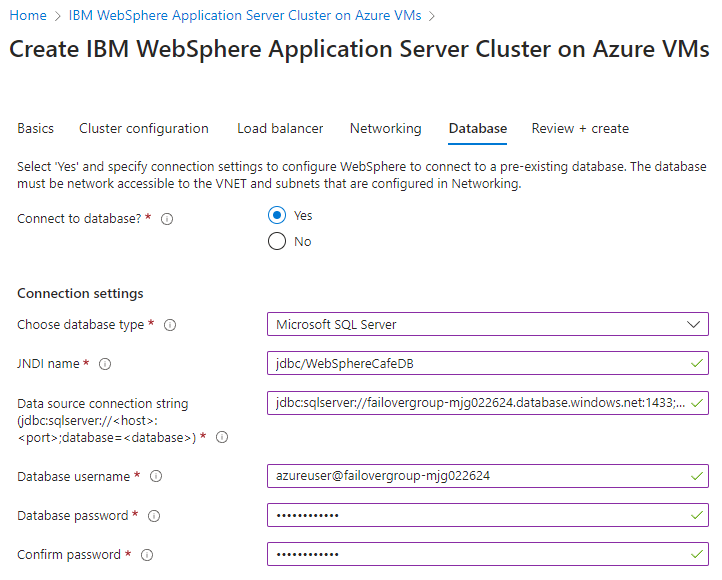 Home > IBM WebSphere Application Server Cluster on Azure VMs >
Create IBM WebSphere Application Server Cluster on Azure VMs
Basics Cluster configuration Load balancer Networking Database Review + create
Select 'Yes' and specify connection settings to configure WebSphere to connect to a pre-existing database. The database
must be network accessible to the VNET and subnets that are configured in Networking.
Connect to database? *
Yes
No
Connection settings
Choose database type * Microsoft SQL Server
JNDI name * jdbc/WebSphereCafeDB
Data source connection string jdbc:sqlserver://failovergroup-mjg022624.database.windows.net:1433;...
(jdbc:sqlserver://<host>:
<port>;database=<database>) *
Database username * azureuser@failovergroup-mjg022624
Database password * ••••••••••••
Confirm password * ••••••••••••